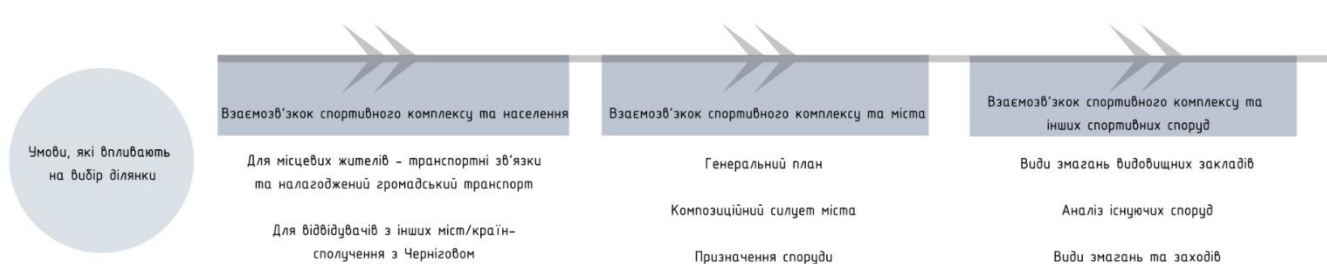 Умови, які впливають
на вибір ділянки
Взаємозв'язок спортивного комплексу та населення
Для місцевих жителів - транспортні зв'язки
та налагоджений громадський транспорт
Для відвідувачів з інших міст/країн-
сполучення з Черніговом
Взаємозв'язок спортивного комплексу та міста
Генеральний план
Композиційний силует міста
Призначення споруди
Взаємозв'язок спортивного комплексу та
інших спортивних споруд
Види змагань видовищних закладів
Аналіз існуючих споруд
Види змагань та заходів